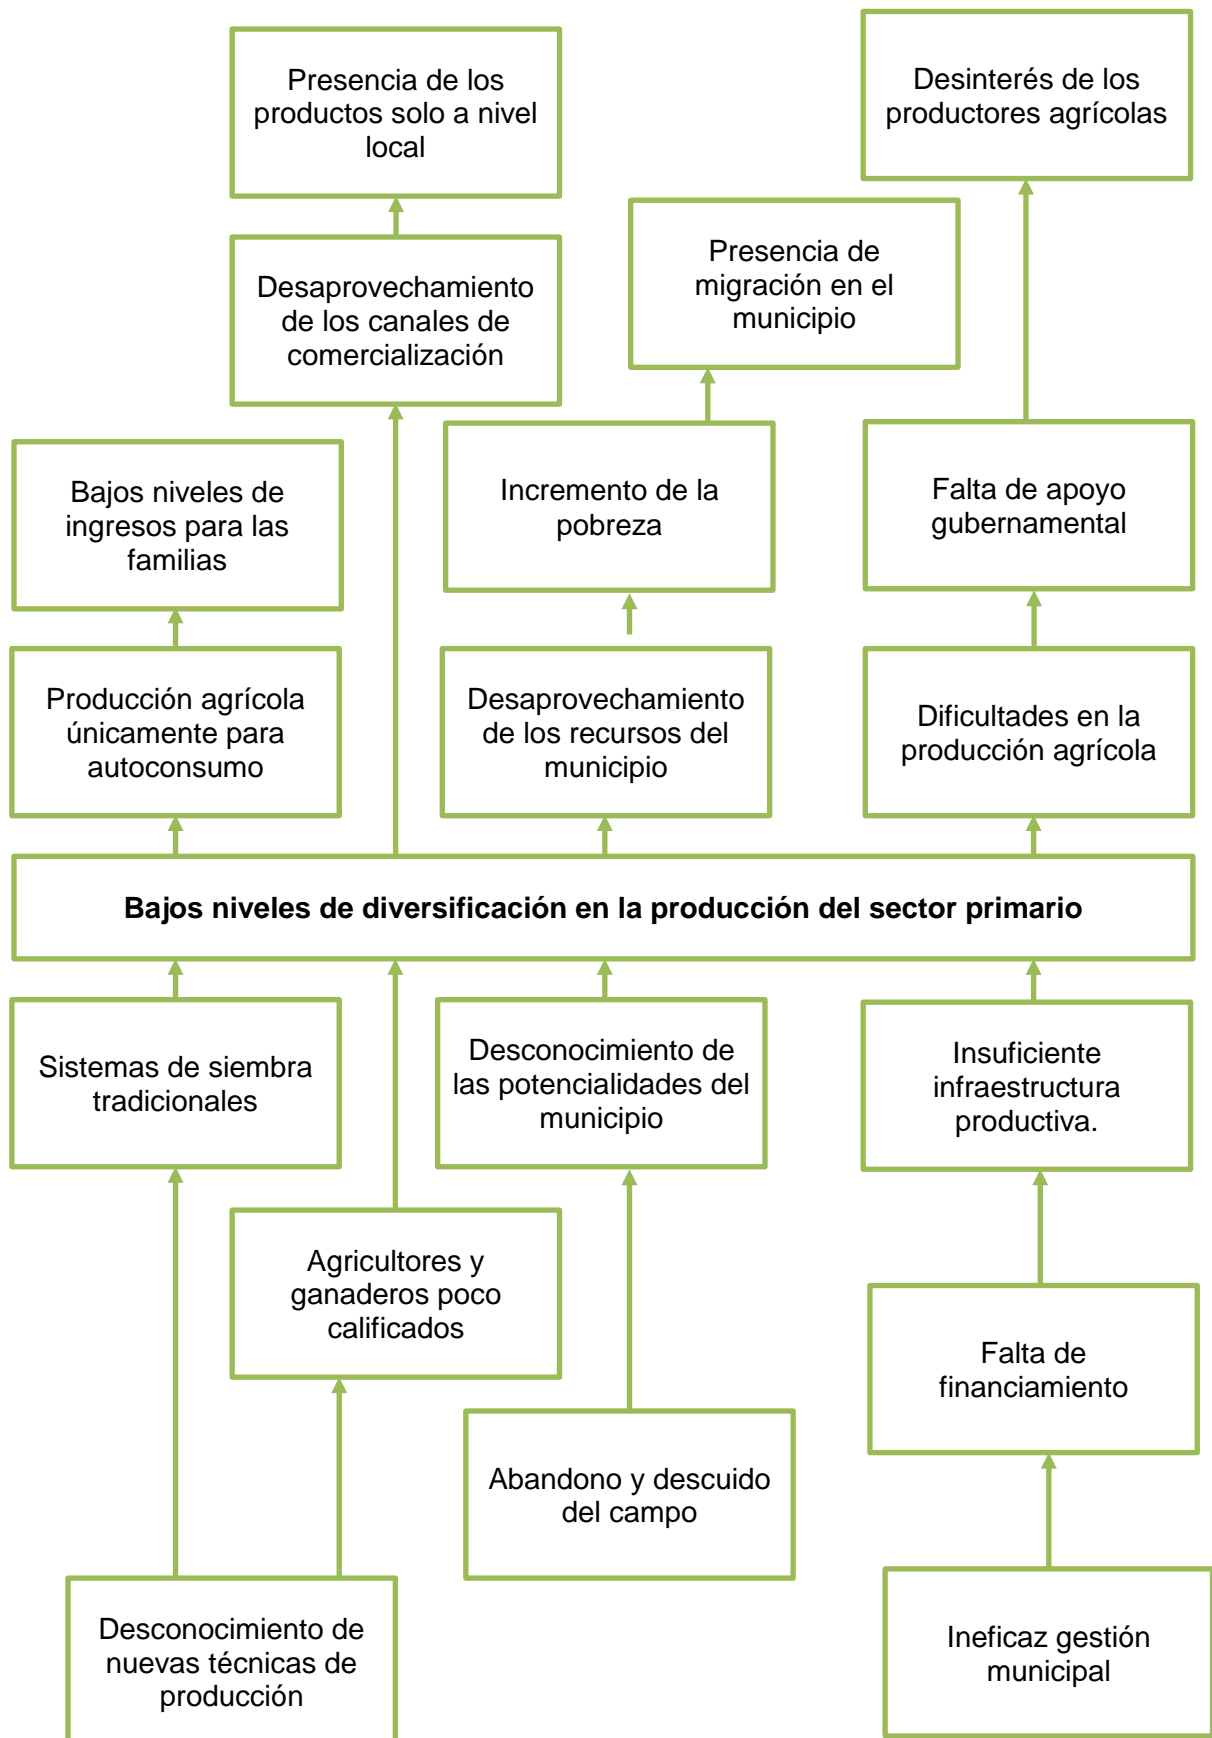 Presencia de los
productos solo a nivel
local
Desinterés de los
productores agrícolas
Desaprovechamiento
de los canales de
comercialización
Presencia de
migración en el
municipio
Bajos niveles de
ingresos para las
familias
Incremento de la
pobreza
Falta de apoyo
gubernamental
Producción agrícola
únicamente para
autoconsumo
Desaprovechamiento
de los recursos del
municipio
Dificultades en la
producción agrícola
Bajos niveles de diversificación en la producción del sector primario
Sistemas de siembra
tradicionales
Desconocimiento de
las potencialidades del
municipio
Insuficiente
infraestructura
productiva.
Agricultores y
ganaderos poco
calificados
Falta de
financiamiento
Abandono y descuido
del campo
Desconocimiento de
nuevas técnicas de
producción
Ineficaz gestión
municipal